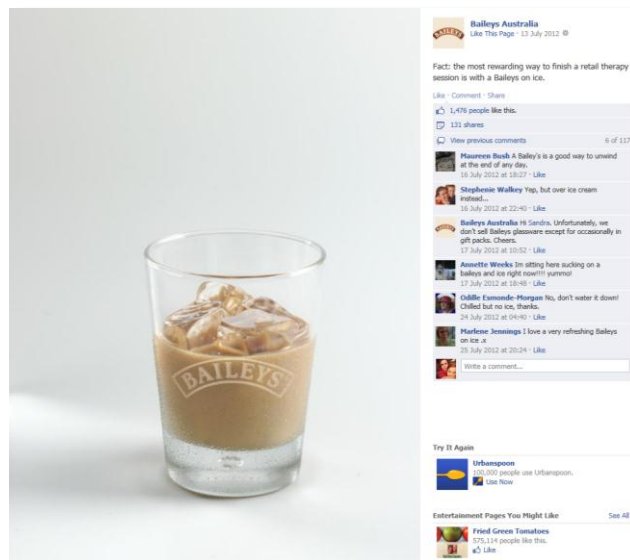 Baileys Australia
Like This Page · 13 July 2012
Fact: the most rewarding way to finish a retail therapy
session is with a Baileys on ice.
Like · Comment · Share
1,476 people like this.
131 shares
View previous comments 6 of 117
Maureen Bush A Bailey's is a good way to unwind
at the end of any day.
16 July 2012 at 18:27 · Like
Stephenie Walkey Yep, but over ice cream
instead...
16 July 2012 at 22:40 · Like
Baileys Australia Hi Sandra. Unfortunately, we
don't sell Baileys glassware except for occasionally in
gift packs. Cheers.
17 July 2012 at 10:52 · Like
Annette Weeks Im sitting here sucking on a
baileys and ice right now!!!! yummo!
17 July 2012 at 18:48 · Like
Odille Esmonde-Morgan No, don't water it down!
Chilled but no ice, thanks.
24 July 2012 at 04:40 · Like
Marlene Jennings I love a very refreshing Baileys
on ice .x
25 July 2012 at 20:24 · Like
Write a comment...
BAILEYS
Try It Again
Urbanspoon
100,000 people use Urbanspoon.
Use Now
Entertainment Pages You Might Like See All
Fried Green Tomatoes
575,114 people like this.
Like